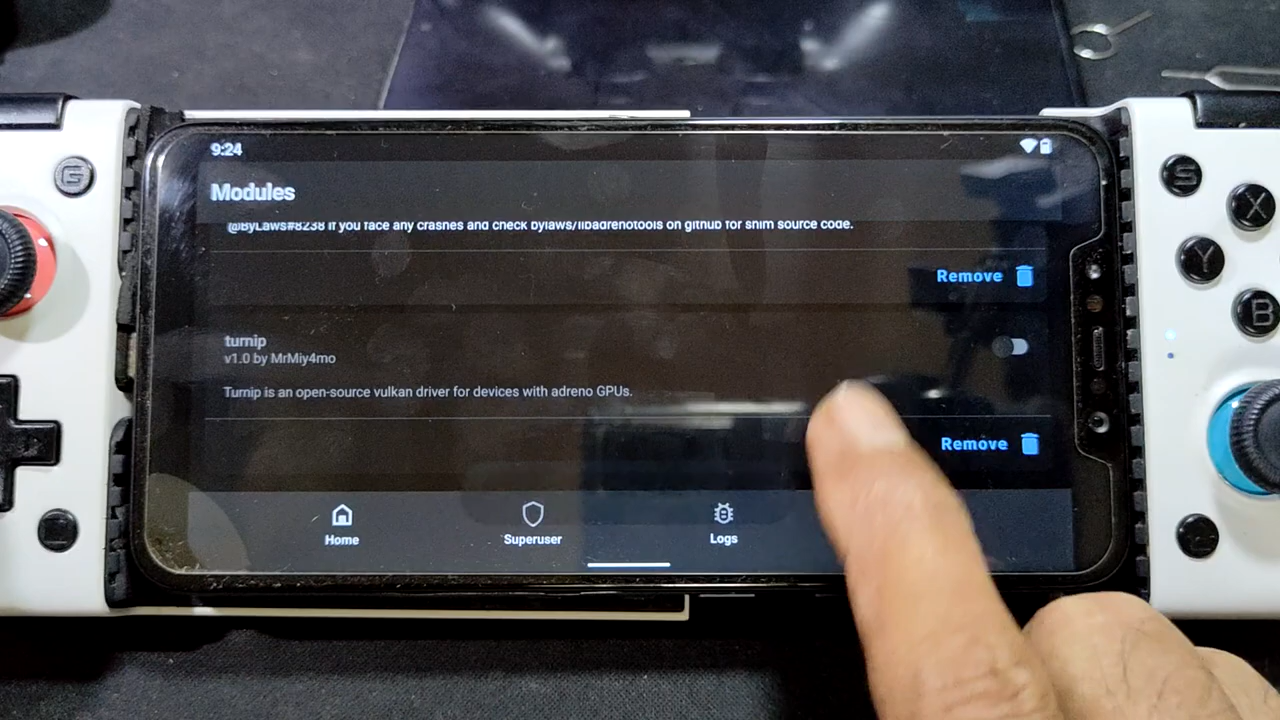 9:24
Modules
@ByLaws#8238 if you face any crashes and check bylaws/libadrenotools on github for shim source code.
Remove
turnip
v1.0 by MrMiy4mo
Turnip is an open-source vulkan driver for devices with adreno GPUs.
Remove
Home
Superuser
Logs
G
S
X
Y
B